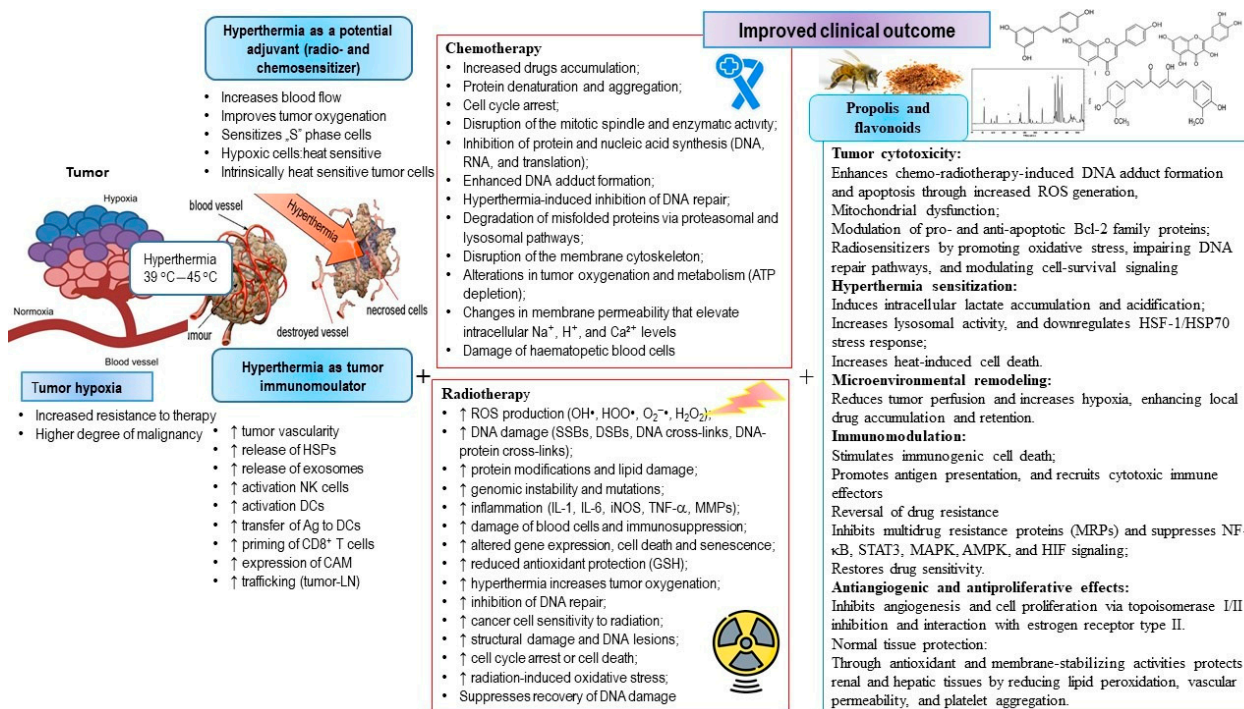 Hyperthermia as a potential
adjuvant (radio- and
chemosensitizer)
• Increases blood flow
• Improves tumor oxygenation
• Sensitizes „S” phase cells
• Hypoxic cells:heat sensitive
• Intrinsically heat sensitive tumor cells
Tumor
Hypoxia
Normoxia
Blood vessel
blood vessel
Hyperthermia
39 °C–45 °C
mour
Hyperthermia
destroyed vessel
necrosed cells
Tumor hypoxia
• Increased resistance to therapy
• Higher degree of malignancy
Hyperthermia as tumor
immunomoulator
• ↑ tumor vascularity
• ↑ release of HSPs
• ↑ release of exosomes
• ↑ activation NK cells
• ↑ activation DCs
• ↑ transfer of Ag to DCs
• ↑ priming of CD8⁺ T cells
• ↑ expression of CAM
• ↑ trafficking (tumor-LN)
+
Chemotherapy
• Increased drugs accumulation;
• Protein denaturation and aggregation;
• Cell cycle arrest;
• Disruption of the mitotic spindle and enzymatic activity;
• Inhibition of protein and nucleic acid synthesis (DNA,
RNA, and translation);
• Enhanced DNA adduct formation;
• Hyperthermia-induced inhibition of DNA repair;
• Degradation of misfolded proteins via proteasomal and
lysosomal pathways;
• Disruption of the membrane cytoskeleton;
• Alterations in tumor oxygenation and metabolism (ATP
depletion);
• Changes in membrane permeability that elevate
intracellular Na⁺, H⁺, and Ca²⁺ levels
• Damage of haematopetic blood cells
Radiotherapy
• ↑ ROS production (OH•, HOO•, O₂⁻•, H₂O₂);
• ↑ DNA damage (SSBs, DSBs, DNA cross-links, DNA-
protein cross-links);
• ↑ protein modifications and lipid damage;
• ↑ genomic instability and mutations;
• ↑ inflammation (IL-1, IL-6, iNOS, TNF-α, MMPs);
• ↑ damage of blood cells and immunosuppression;
• ↑ altered gene expression, cell death and senescence;
• ↑ reduced antioxidant protection (GSH);
• ↑ hyperthermia increases tumor oxygenation;
• ↑ inhibition of DNA repair;
• ↑ cancer cell sensitivity to radiation;
• ↑ structural damage and DNA lesions;
• ↑ cell cycle arrest or cell death;
• ↑ radiation-induced oxidative stress;
• Suppresses recovery of DNA damage
+
Improved clinical outcome
Propolis and
flavonoids
HO
OH
OH
HO
OH
OH
O
HO
OH
OH
OH
OH
O
O
OH
HO
OCH₃
H₃CO
OH
Tumor cytotoxicity:
Enhances chemo-radiotherapy-induced DNA adduct formation
and apoptosis through increased ROS generation,
Mitochondrial dysfunction;
Modulation of pro- and anti-apoptotic Bcl-2 family proteins;
Radiosensitizers by promoting oxidative stress, impairing DNA
repair pathways, and modulating cell-survival signaling
Hyperthermia sensitization:
Induces intracellular lactate accumulation and acidification;
Increases lysosomal activity, and downregulates HSF-1/HSP70
stress response;
Increases heat-induced cell death.
Microenvironmental remodeling:
Reduces tumor perfusion and increases hypoxia, enhancing local
drug accumulation and retention.
Immunomodulation:
Stimulates immunogenic cell death;
Promotes antigen presentation, and recruits cytotoxic immune
effectors
Reversal of drug resistance
Inhibits multidrug resistance proteins (MRPs) and suppresses NF-
κB, STAT3, MAPK, AMPK, and HIF signaling;
Restores drug sensitivity.
Antiangiogenic and antiproliferative effects:
Inhibits angiogenesis and cell proliferation via topoisomerase I/II
inhibition and interaction with estrogen receptor type II.
Normal tissue protection:
Through antioxidant and membrane-stabilizing activities protects
renal and hepatic tissues by reducing lipid peroxidation, vascular
permeability, and platelet aggregation.